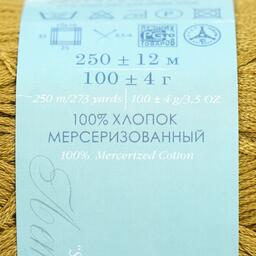 250 ± 12 м
100 ± 4 г
250 m/273 yards | 100 ± 4 g/3,5 OZ
100% ХЛОПОК
МЕРСЕРИЗОВАННЫЙ
100% Mercerized Cotton